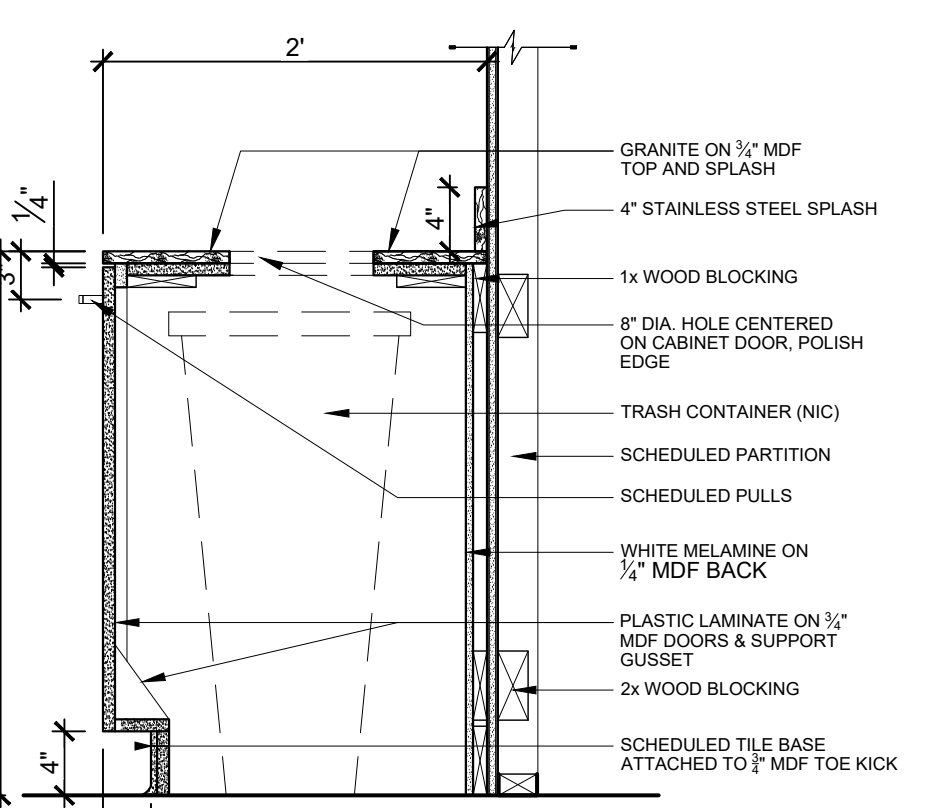 2'
GRANITE ON ¾" MDF
TOP AND SPLASH
¼"
4"
4" STAINLESS STEEL SPLASH
3"
1x WOOD BLOCKING
8" DIA. HOLE CENTERED
ON CABINET DOOR, POLISH
EDGE
TRASH CONTAINER (NIC)
SCHEDULED PARTITION
SCHEDULED PULLS
WHITE MELAMINE ON
¼" MDF BACK
PLASTIC LAMINATE ON ¾"
MDF DOORS & SUPPORT
GUSSET
2x WOOD BLOCKING
4"
SCHEDULED TILE BASE
ATTACHED TO ¾" MDF TOE KICK